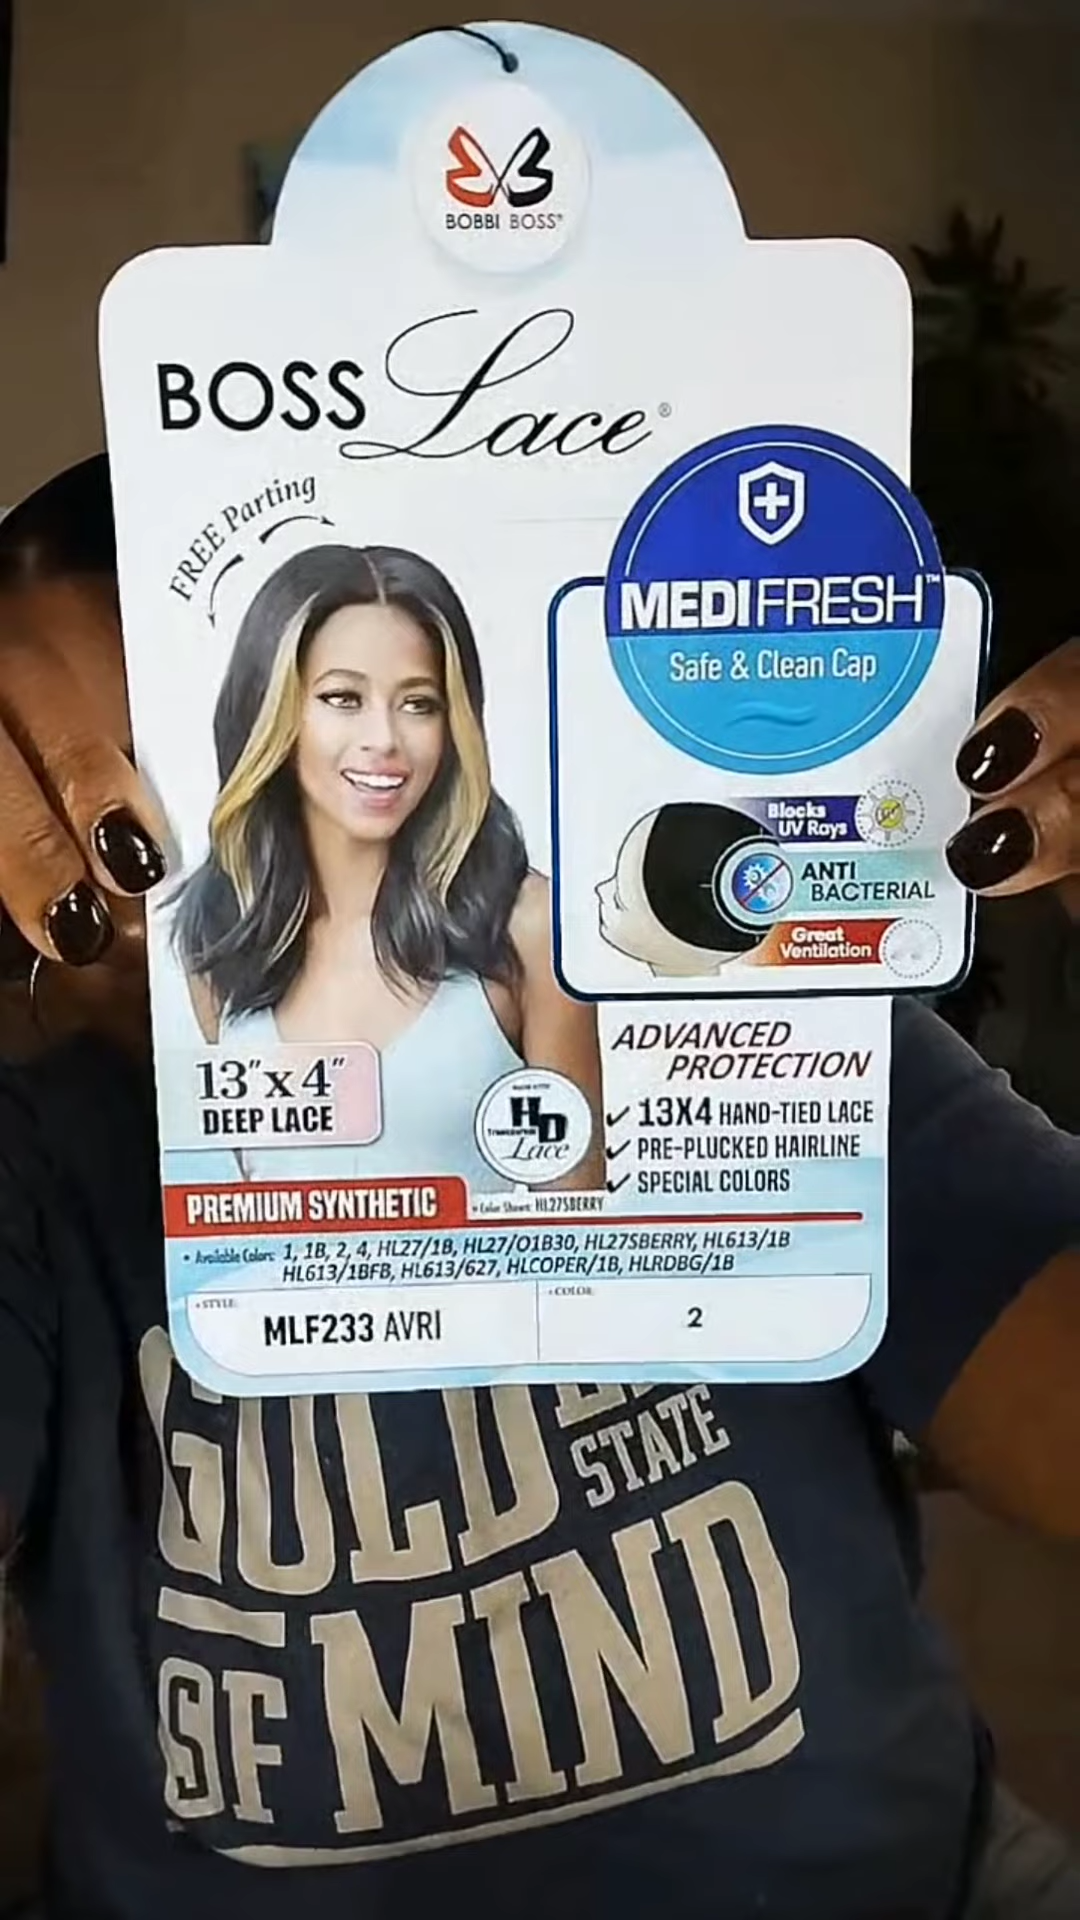 BOBBI BOSS®
BOSS Lace®
FREE Parting
MEDIFRESH™
Safe & Clean Cap
Blocks
UV Rays
ANTI
BACTERIAL
Great
Ventilation
ADVANCED
PROTECTION
✓ 13X4 HAND-TIED LACE
✓ PRE-PLUCKED HAIRLINE
✓ SPECIAL COLORS
13"x4"
DEEP LACE
HD
Lace
PREMIUM SYNTHETIC
• Color Shown: HL27SBERRY
• Available Colors: 1, 1B, 2, 4, HL27/1B, HL27/O1B30, HL27SBERRY, HL613/1B
HL613/1BFB, HL613/627, HLCOPER/1B, HLRDBG/1B
• STYLE
MLF233 AVRI
• COLOR
2
GOLD
STATE
OF MIND